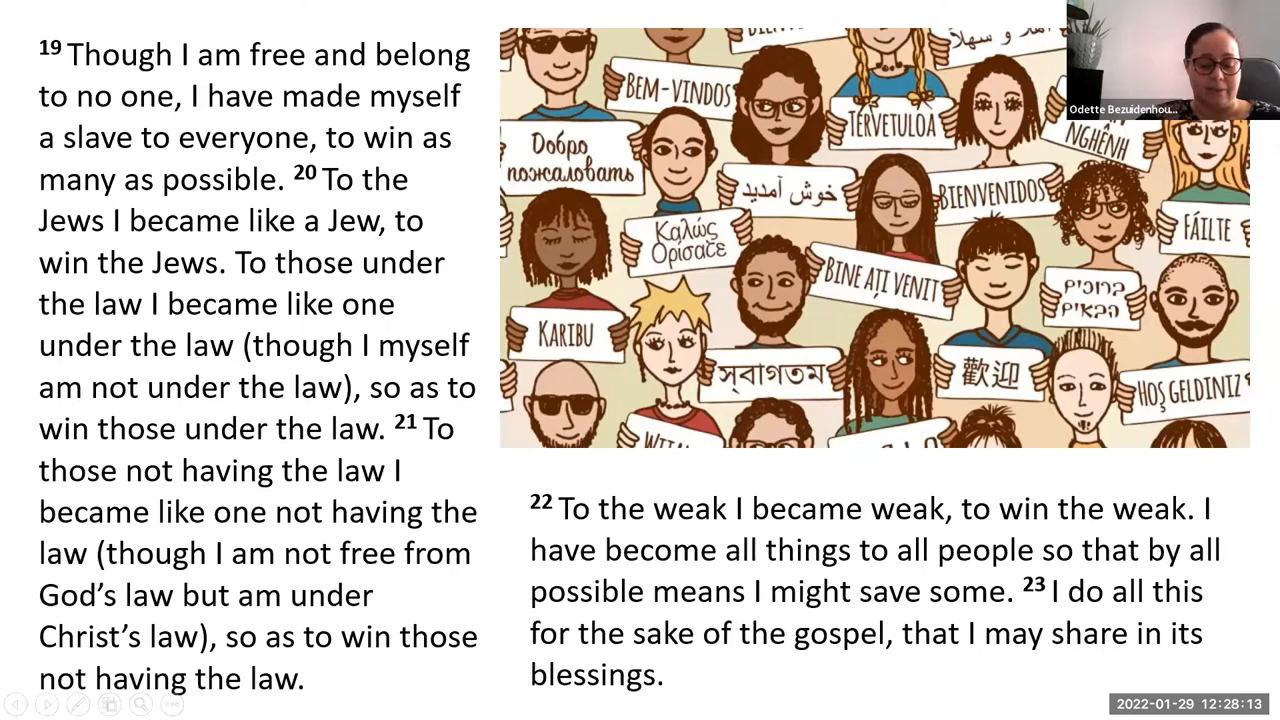 19 Though I am free and belong
to no one, I have made myself
a slave to everyone, to win as
many as possible. 20 To the
Jews I became like a Jew, to
win the Jews. To those under
the law I became like one
under the law (though I myself
am not under the law), so as to
win those under the law. 21 To
those not having the law I
became like one not having the
law (though I am not free from
God’s law but am under
Christ’s law), so as to win those
not having the law.
BEM-VINDOS
TERVETULOA
NGHÊNH
Добро
пожаловать
خوش آمدید
BIENVENIDOS
FÁILTE
Καλώς
Ορίσατε
BINE AȚI VENIT
ברוכים
הבאים
KARIBU
স্বাগতম
歡迎
HOŞ GELDİNİZ
22 To the weak I became weak, to win the weak. I
have become all things to all people so that by all
possible means I might save some. 23 I do all this
for the sake of the gospel, that I may share in its
blessings.
Odette Bezuidenhou...
2022-01-29 12:28:13